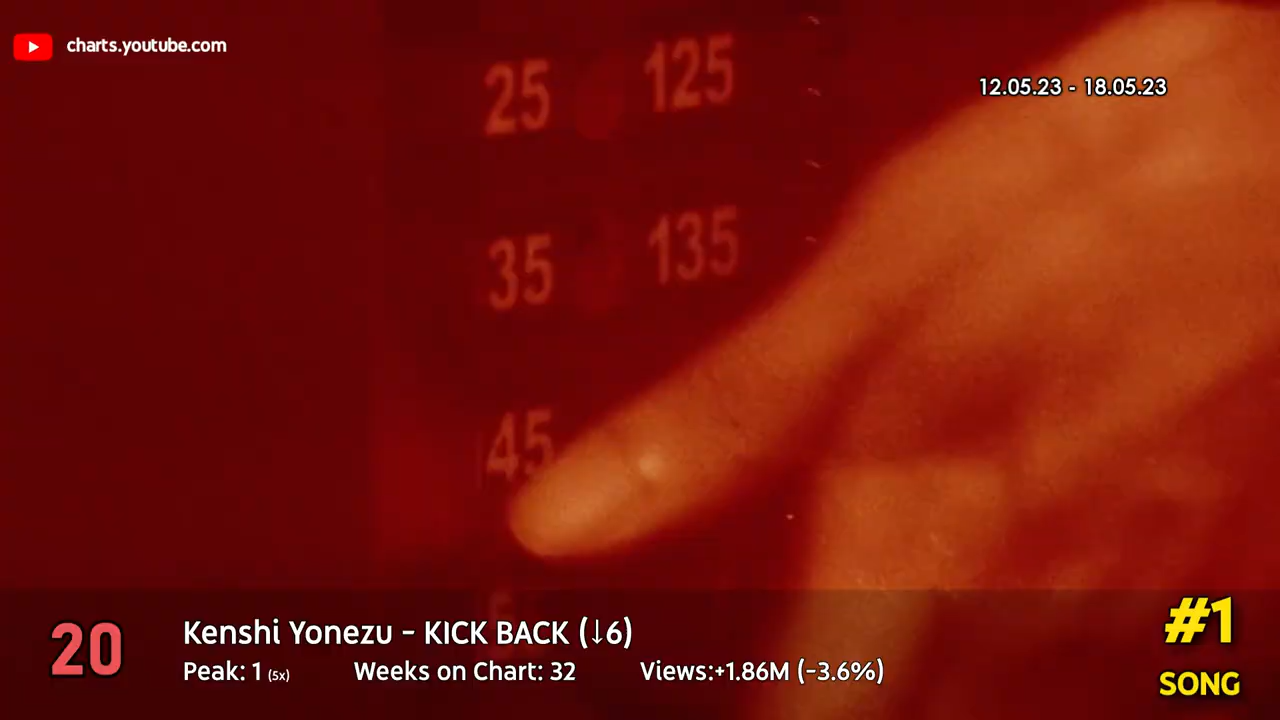 charts.youtube.com
12.05.23 - 18.05.23
25 125
35 135
45
20
Kenshi Yonezu - KICK BACK (↓6)
Peak: 1 (5x) Weeks on Chart: 32 Views:+1.86M (-3.6%)
#1
SONG